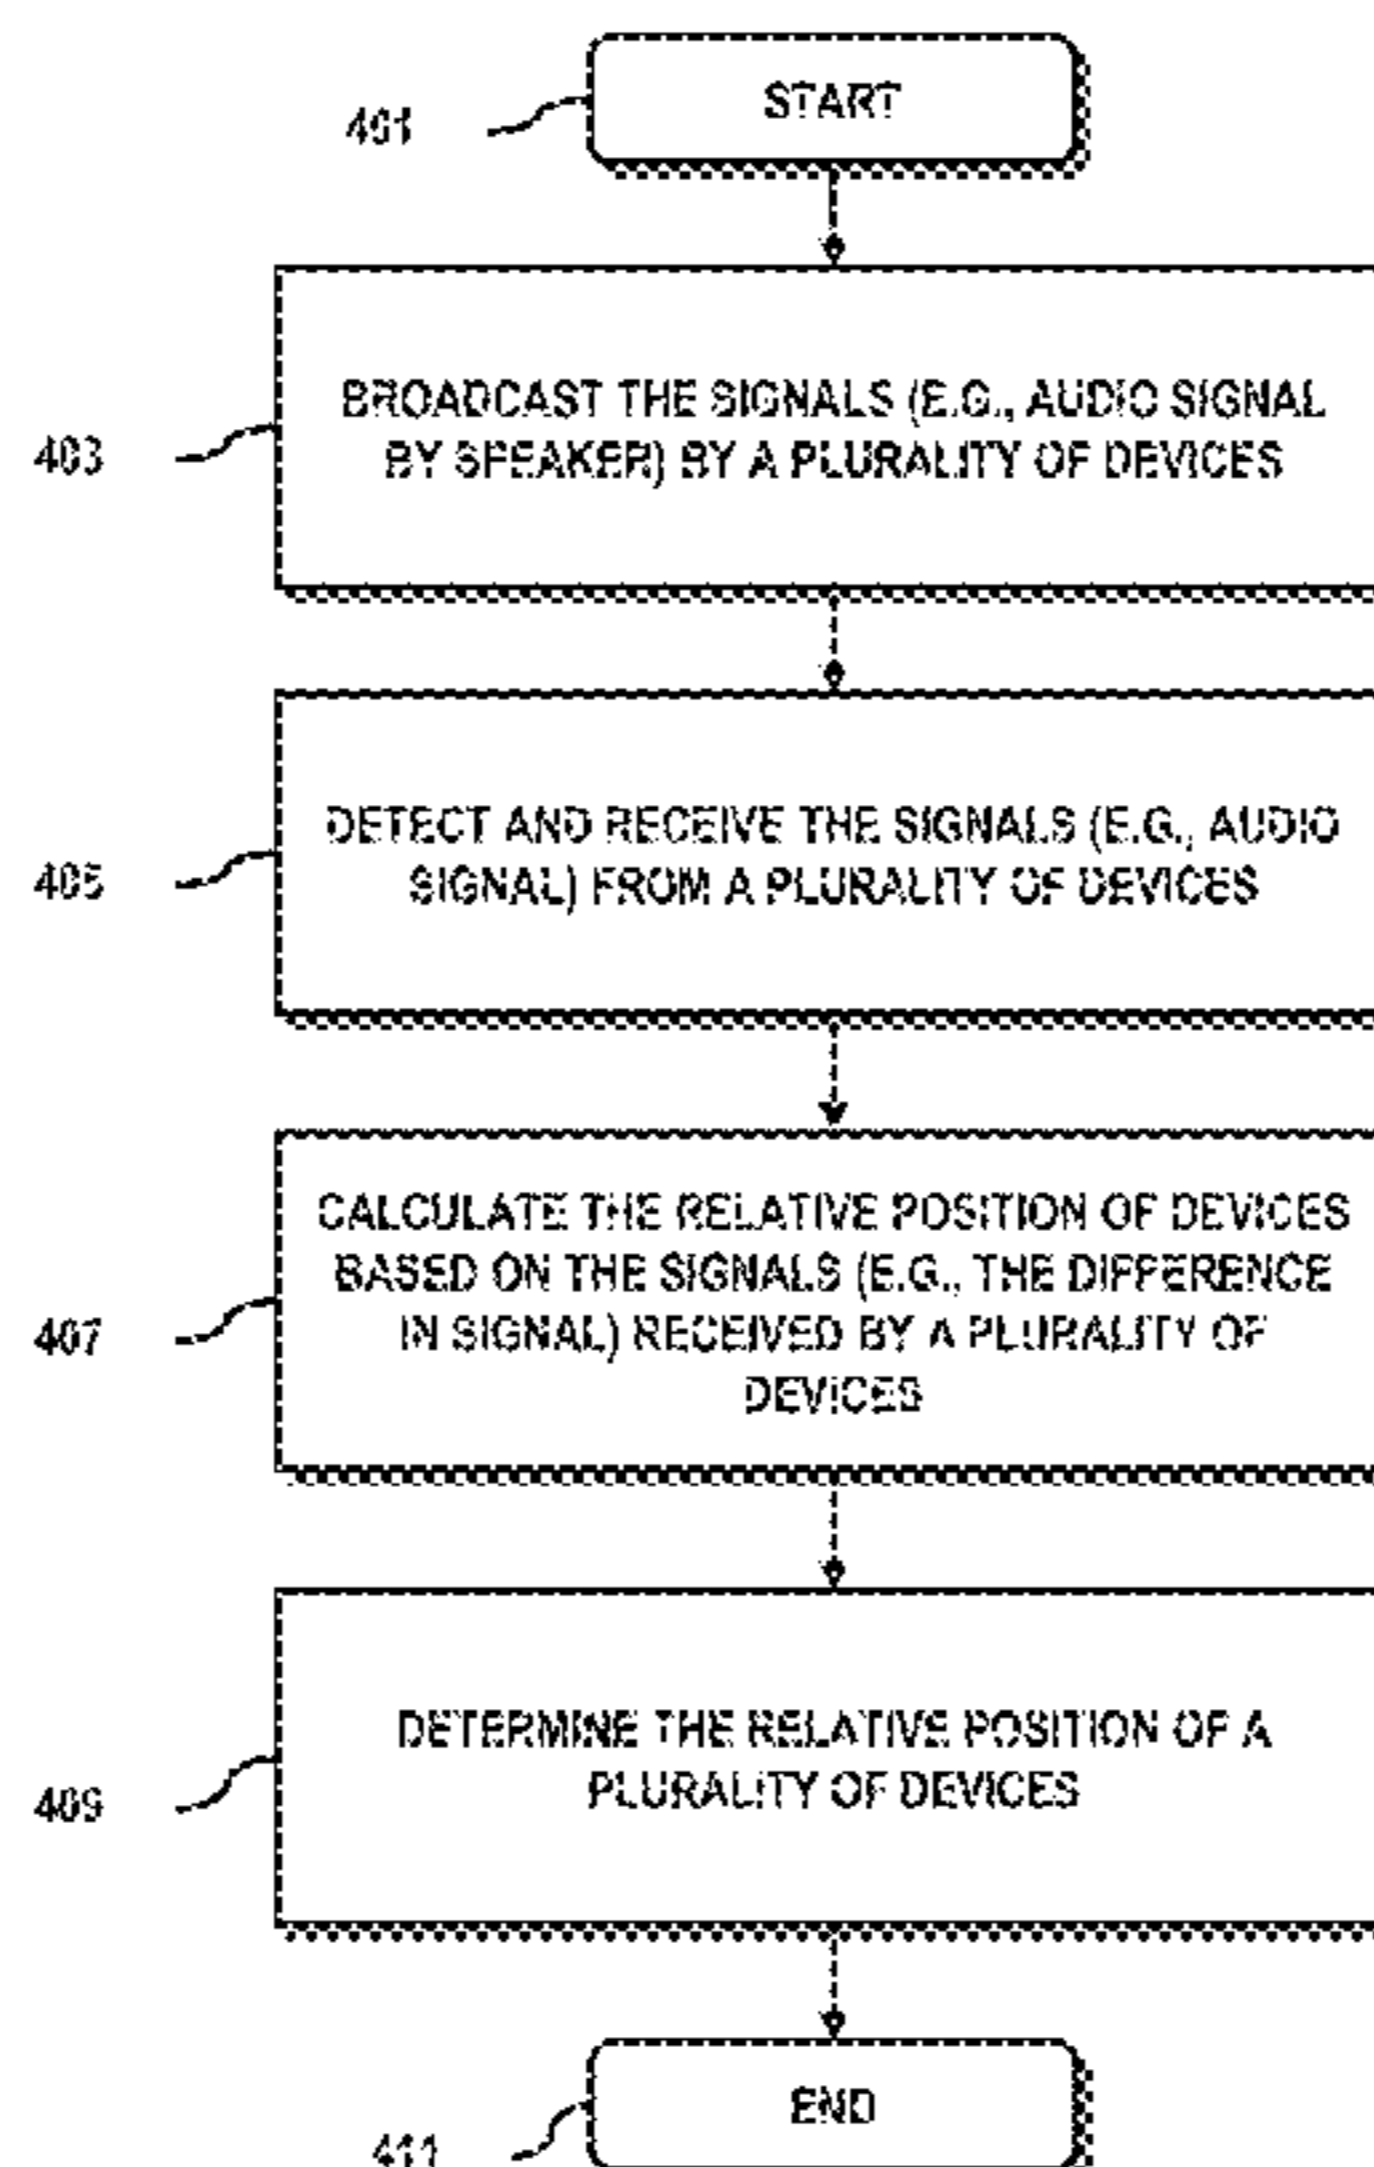 401
START
403
BROADCAST THE SIGNALS (E.G., AUDIO SIGNAL
BY SPEAKER) BY A PLURALITY OF DEVICES
405
DETECT AND RECEIVE THE SIGNALS (E.G., AUDIO
SIGNAL) FROM A PLURALITY OF DEVICES
407
CALCULATE THE RELATIVE POSITION OF DEVICES
BASED ON THE SIGNALS (E.G., THE DIFFERENCE
IN SIGNAL) RECEIVED BY A PLURALITY OF
DEVICES
409
DETERMINE THE RELATIVE POSITION OF A
PLURALITY OF DEVICES
411
END